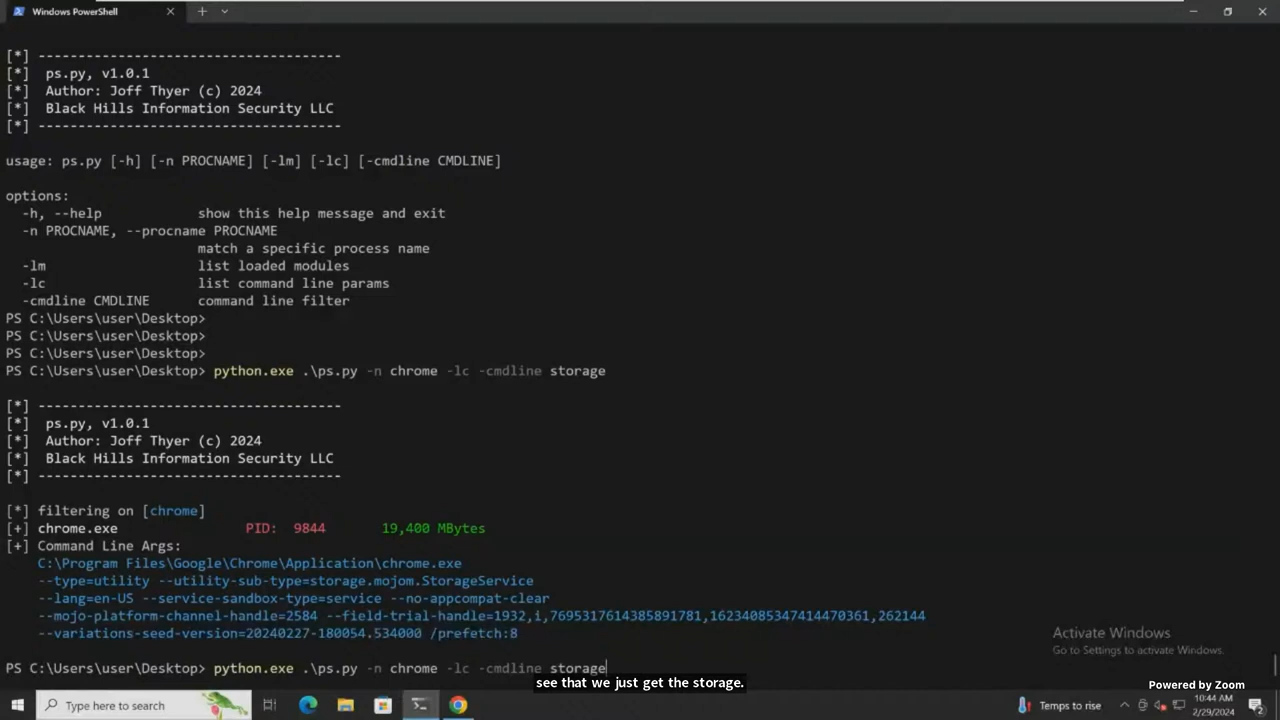 Windows PowerShell
[*] --------------------------------------
[*] ps.py, v1.0.1
[*] Author: Joff Thyer (c) 2024
[*] Black Hills Information Security LLC
[*] --------------------------------------
usage: ps.py [-h] [-n PROCNAME] [-lm] [-lc] [-cmdline CMDLINE]
options:
-h, --help show this help message and exit
-n PROCNAME, --procname PROCNAME
match a specific process name
-lm list loaded modules
-lc list command line params
-cmdline CMDLINE command line filter
PS C:\Users\user\Desktop>
PS C:\Users\user\Desktop>
PS C:\Users\user\Desktop>
PS C:\Users\user\Desktop> python.exe .\ps.py -n chrome -lc -cmdline storage
[*] --------------------------------------
[*] ps.py, v1.0.1
[*] Author: Joff Thyer (c) 2024
[*] Black Hills Information Security LLC
[*] --------------------------------------
[*] filtering on [chrome]
[+] chrome.exe PID: 9844 19,400 MBytes
[+] Command Line Args:
C:\Program Files\Google\Chrome\Application\chrome.exe
--type=utility --utility-sub-type=storage.mojom.StorageService
--lang=en-US --service-sandbox-type=service --no-appcompat-clear
--mojo-platform-channel-handle=2584 --field-trial-handle=1932,i,7695317614385891781,16234085347414470361,262144
--variations-seed-version=20240227-180054.534000 /prefetch:8
Activate Windows
Go to Settings to activate Windows.
PS C:\Users\user\Desktop> python.exe .\ps.py -n chrome -lc -cmdline storage
see that we just get the storage.
Powered by Zoom
Type here to search
Temps to rise
10:44 AM
2/29/2024
2